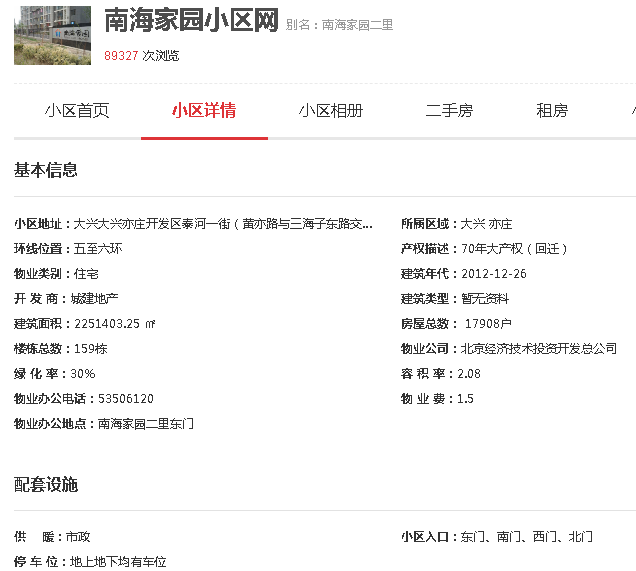 南海家园小区网 别名：南海家园二里
89327 次浏览
小区首页 小区详情 小区相册 二手房 租房
基本信息
小区地址：大兴大兴亦庄开发区泰河一街（黄亦路与三海子东路交... 所属区域：大兴 亦庄
环线位置：五至六环 产权描述：70年大产权（回迁）
物业类别：住宅 建筑年代：2012-12-26
开 发 商：城建地产 建筑类型：暂无资料
建筑面积：2251403.25 ㎡ 房屋总数： 17908户
楼栋总数：159栋 物业公司：北京经济技术投资开发总公司
绿 化 率：30% 容 积 率：2.08
物业办公电话：53506120 物 业 费：1.5
物业办公地点：南海家园二里东门
配套设施
供 暖：市政 小区入口：东门、南门、西门、北门
停 车 位：地上地下均有车位